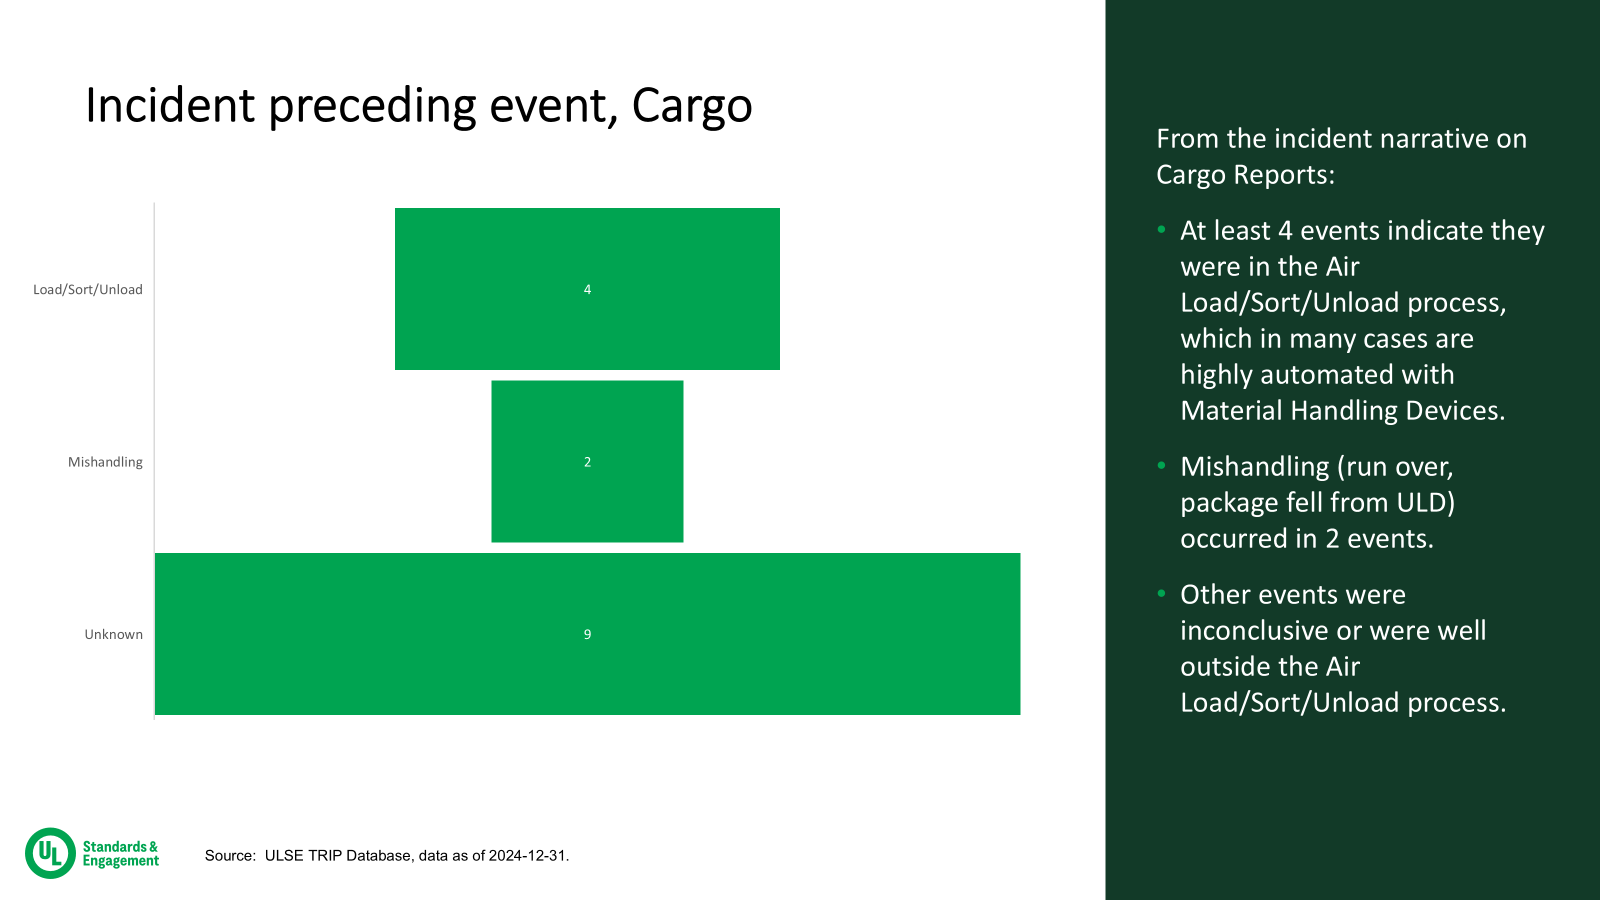 Incident preceding event, Cargo
Load/Sort/Unload
4
Mishandling
2
Unknown
9
From the incident narrative on
Cargo Reports:
• At least 4 events indicate they
were in the Air
Load/Sort/Unload process,
which in many cases are
highly automated with
Material Handling Devices.
• Mishandling (run over,
package fell from ULD)
occurred in 2 events.
• Other events were
inconclusive or were well
outside the Air
Load/Sort/Unload process.
UL
Standards &
Engagement
Source:  ULSE TRIP Database, data as of 2024-12-31.